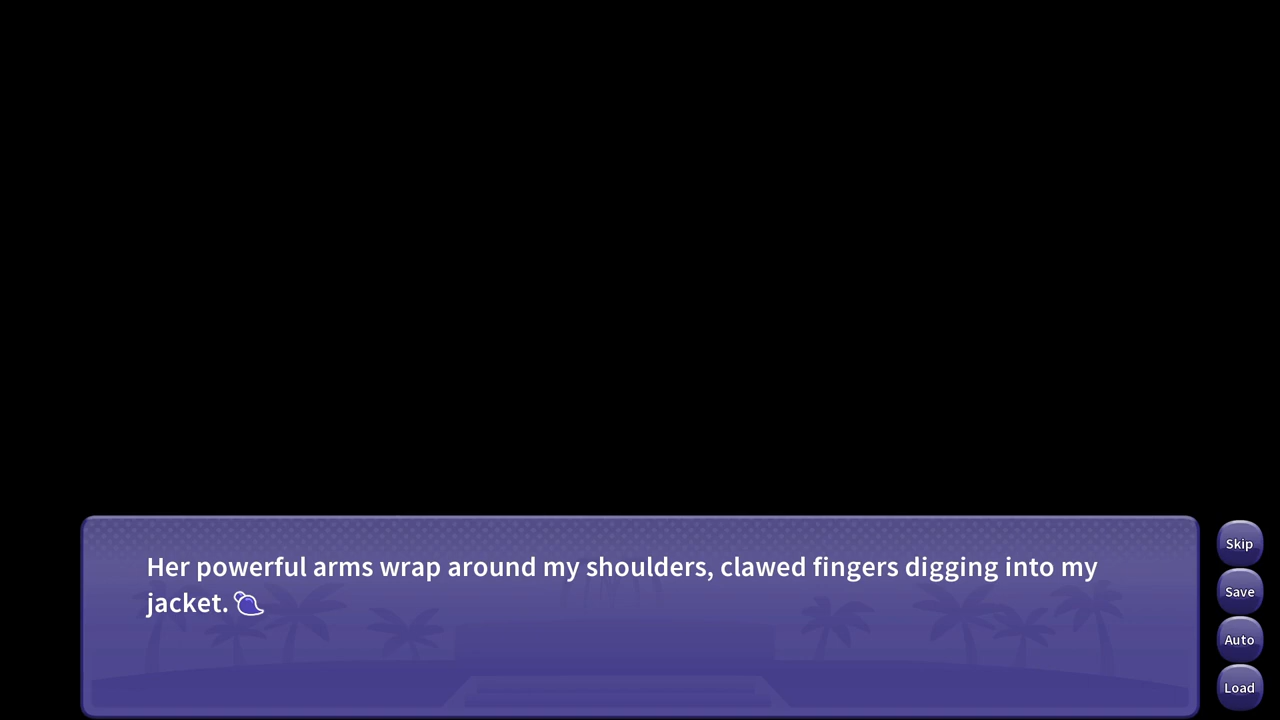 Her powerful arms wrap around my shoulders, clawed fingers digging into my
jacket.
Skip
Save
Auto
Load